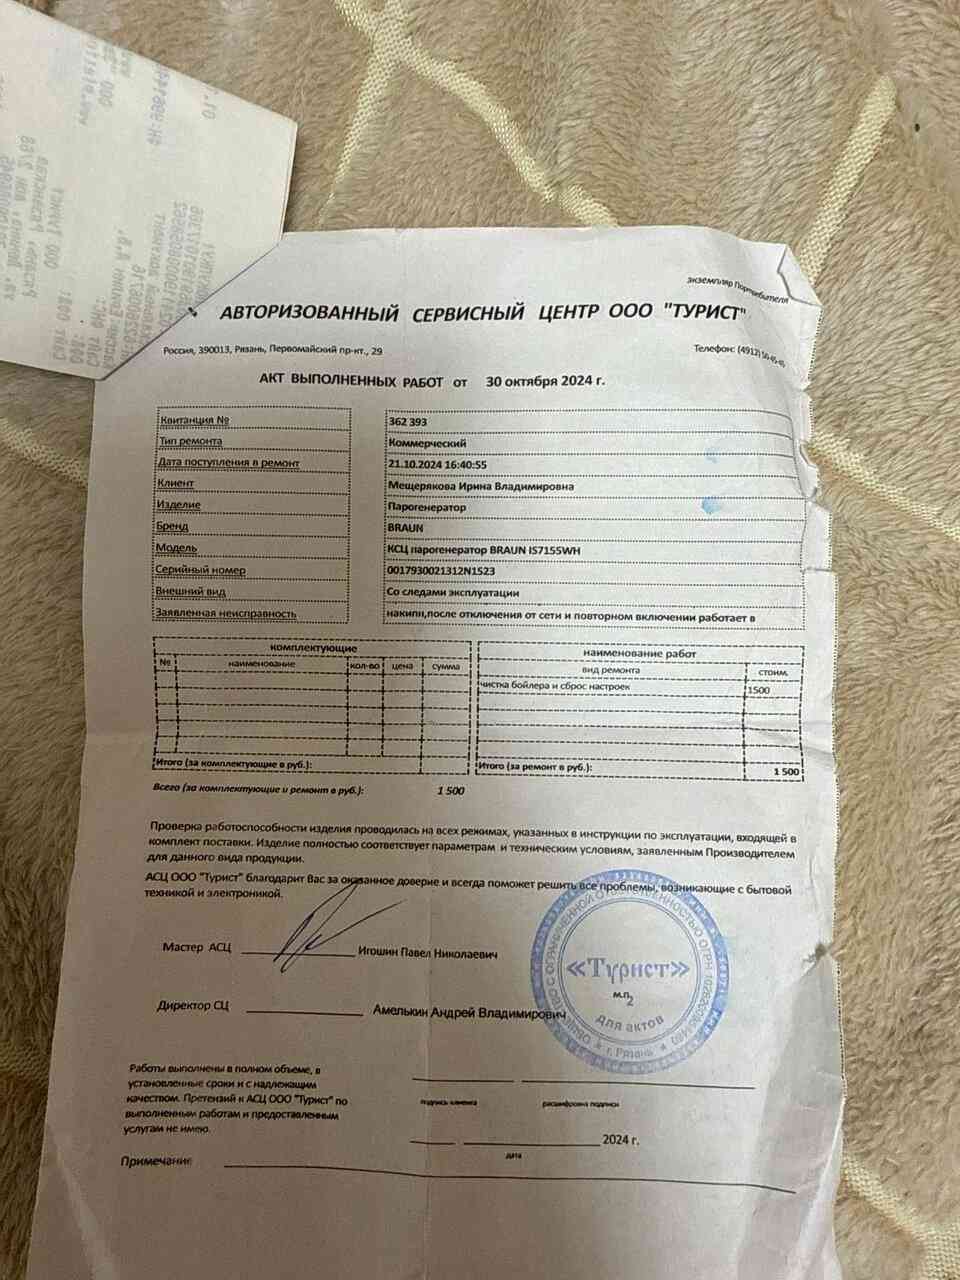 экземпляр Потребителя
АВТОРИЗОВАННЫЙ СЕРВИСНЫЙ ЦЕНТР ООО "ТУРИСТ"
Россия, 390013, Рязань, Первомайский пр-кт., 29
Телефон: (4912)
АКТ ВЫПОЛНЕННЫХ РАБОТ от 30 октября 2024 г.
Квитанция № 362 393
Тип ремонта Коммерческий
Дата поступления в ремонт 21.10.2024 16:40:55
Клиент Мещерякова Ирина Владимировна
Изделие Парогенератор
Бренд BRAUN
Модель КСЦ парогенератор BRAUN IS7155WH
Серийный номер 0017930021312N1523
Внешний вид Со следами эксплуатации
Заявленная неисправность накипи,после отключения от сети и повторном включении работает в
комплектующие
№ наименование кол-во цена сумма
Итого (за комплектующие в руб.):
наименование работ
вид ремонта стоим.
чистка бойлера и сброс настроек 1500
Итого (за ремонт в руб.): 1 500
Всего (за комплектующие и ремонт в руб.): 1 500
Проверка работоспособности изделия проводилась на всех режимах, указанных в инструкции по эксплуатации, входящей в
комплект поставки. Изделие полностью соответствует параметрам и техническим условиям, заявленным Производителем
для данного вида продукции.
АСЦ ООО "Турист" благодарит Вас за оказанное доверие и всегда поможет решить все проблемы, возникающие с бытовой
техникой и электроникой.
Мастер АСЦ Игошин Павел Николаевич
Директор СЦ Амелькин Андрей Владимирович
«Турист»
м.п.
2
для актов
г. Рязань
Работы выполнены в полном объеме, в
установленные сроки и с надлежащим
качеством. Претензий к АСЦ ООО "Турист" по
выполненным работам и предоставленным
услугам не имею.
подпись клиента расшифровка подписи
2024 г.
дата
Примечание